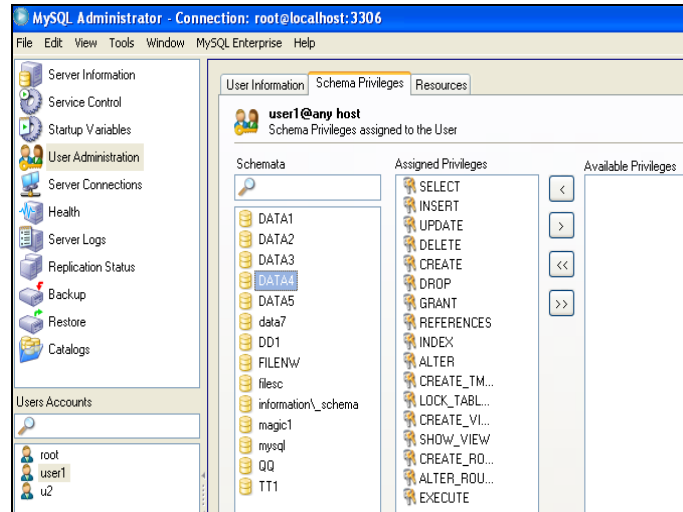 MySQL Administrator - Connection: root@localhost:3306
File Edit View Tools Window MySQL Enterprise Help
Server Information
Service Control
Startup Variables
User Administration
Server Connections
Health
Server Logs
Replication Status
Backup
Restore
Catalogs
Users Accounts
root
user1
u2
User Information Schema Privileges Resources
user1@any host
Schema Privileges assigned to the User
Schemata
DATA1
DATA2
DATA3
DATA4
DATA5
data7
DD1
FILENW
filesc
information\_schema
magic1
mysql
QQ
TT1
Assigned Privileges
SELECT
INSERT
UPDATE
DELETE
CREATE
DROP
GRANT
REFERENCES
INDEX
ALTER
CREATE_TM...
LOCK_TABL...
CREATE_VI...
SHOW_VIEW
CREATE_RO...
ALTER_ROU...
EXECUTE
<
>
<<
>>
Available Privileges